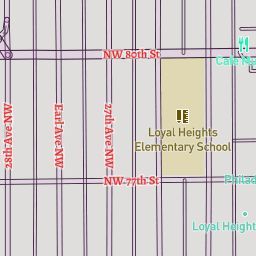 NW 80th St
Cafe
28th Ave NW
Earl Ave NW
27th Ave NW
Loyal Heights
Elementary School
NW 77th St
Philad
Loyal Height